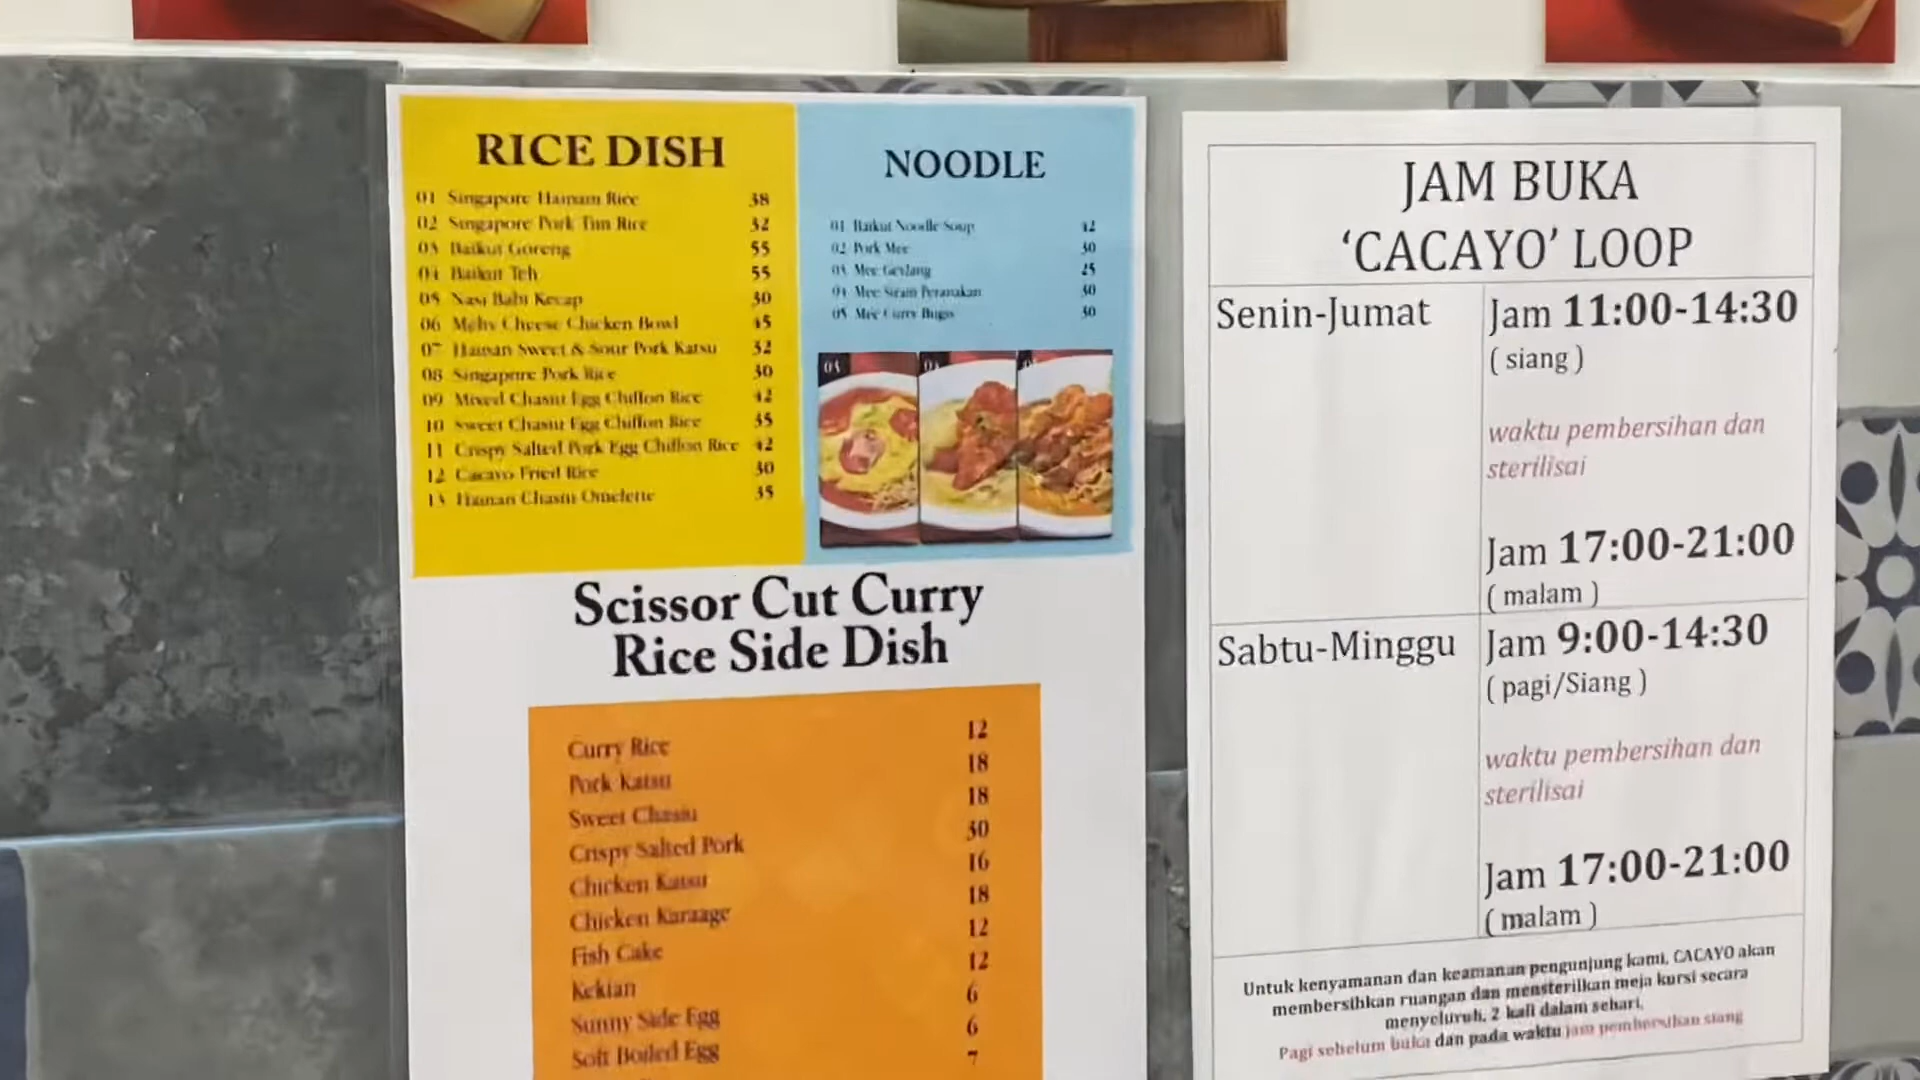 RICE DISH
01 Singapore Hainam Rice 38
02 Singapore Pork Tim Rice 32
03 Baikut Goreng 55
04 Baikut Teh 55
05 Nasi Babi Kecap 30
06 Melty Cheese Chicken Bowl 45
07 Hainan Sweet & Sour Pork Katsu 32
08 Singapore Pork Rice 30
09 Mixed Chasiu Egg Chiffon Rice 42
10 Sweet Chasiu Egg Chiffon Rice 35
11 Crispy Salted Pork Egg Chiffon Rice 42
12 Cacayo Fried Rice 30
13 Hainan Chasiu Omelette 35
NOODLE
01 Baikut Noodle Soup 42
02 Pork Mee 30
03 Mee Geylang 25
04 Mee Siram Peranakan 30
05 Mee Curry Bugis 30
Scissor Cut Curry
Rice Side Dish
Curry Rice 12
Pork Katsu 18
Sweet Chasiu 18
Crispy Salted Pork 30
Chicken Katsu 16
Chicken Karaage 18
Fish Cake 12
Kekian 12
Sunny Side Egg 6
Soft Boiled Egg 6
7
JAM BUKA
‘CACAYO’ LOOP
Senin-Jumat Jam 11:00-14:30
( siang )
waktu pembersihan dan
sterilisai
Jam 17:00-21:00
( malam )
Sabtu-Minggu Jam 9:00-14:30
( pagi/Siang )
waktu pembersihan dan
sterilisai
Jam 17:00-21:00
( malam )
Untuk kenyamanan dan keamanan pengunjung kami, CACAYO akan
membersihkan ruangan dan mensterilkan meja kursi secara
menyeluruh, 2 kali dalam sehari,
Pagi sebelum buka dan pada waktu jam pembersihan siang